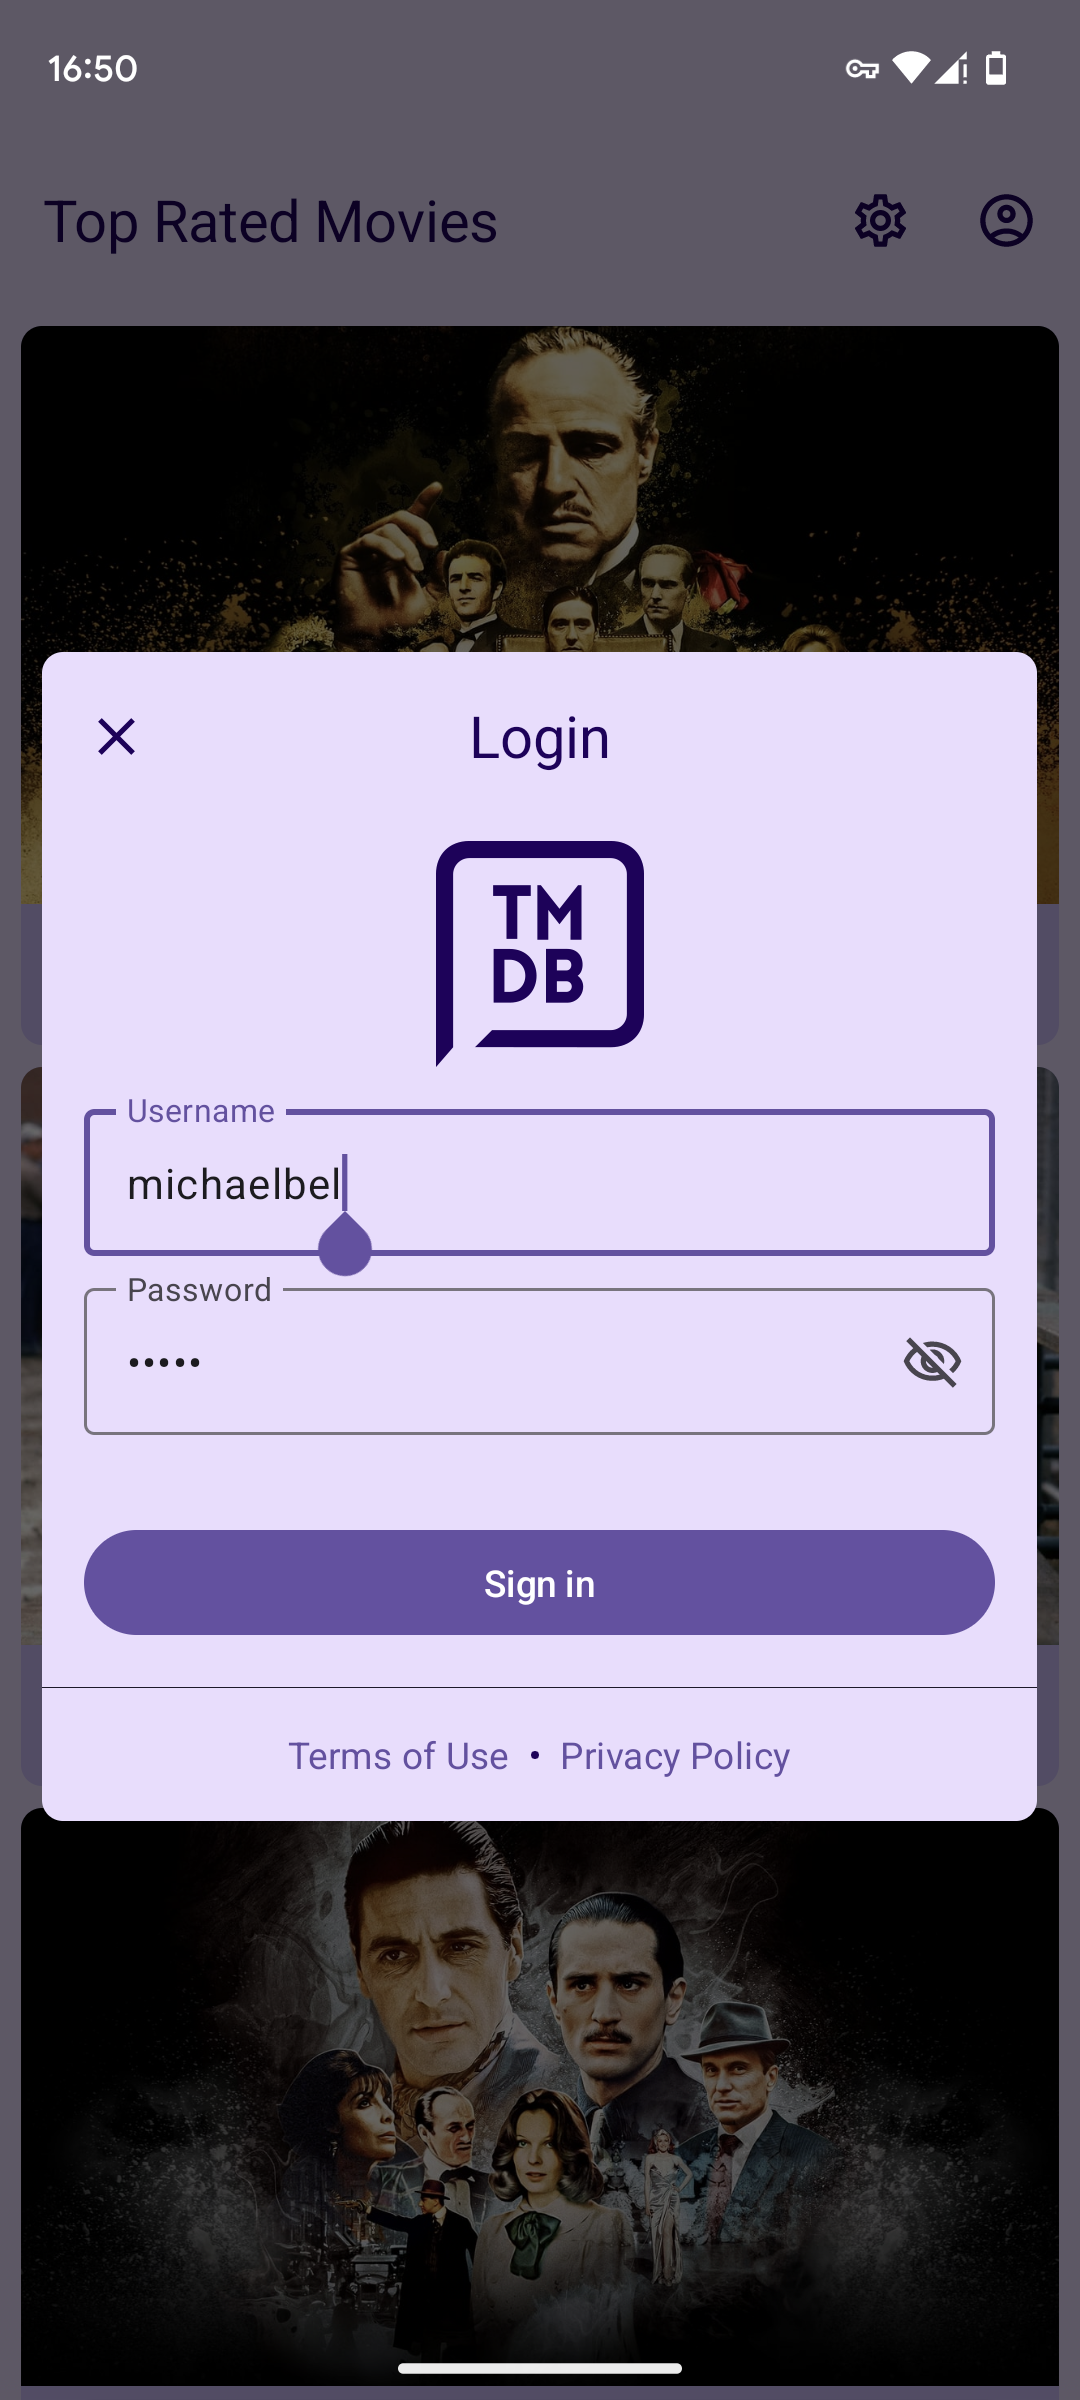 16:50
Top Rated Movies
Login
TM
DB
Username
michaelbel
Password
•••••
Sign in
Terms of Use • Privacy Policy